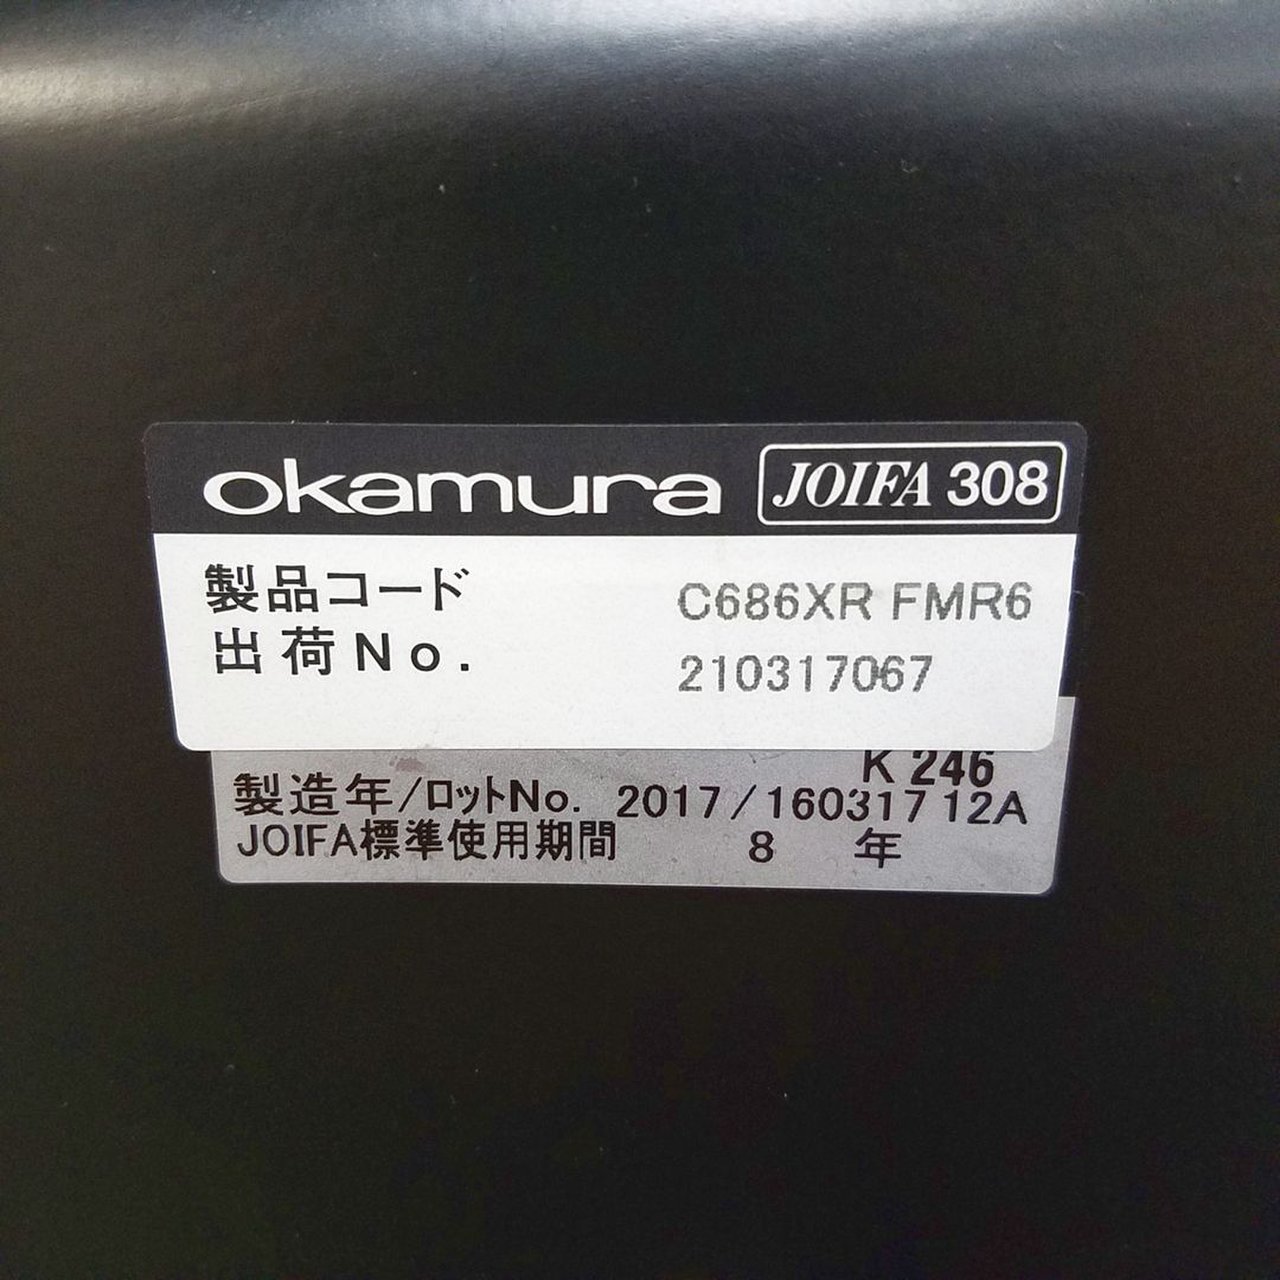 okamura JOIFA 308
製品コード C686XR FMR6
出荷No. 210317067
K 246
製造年/ロットNo. 2017/160317 12A
JOIFA標準使用期間 8 年